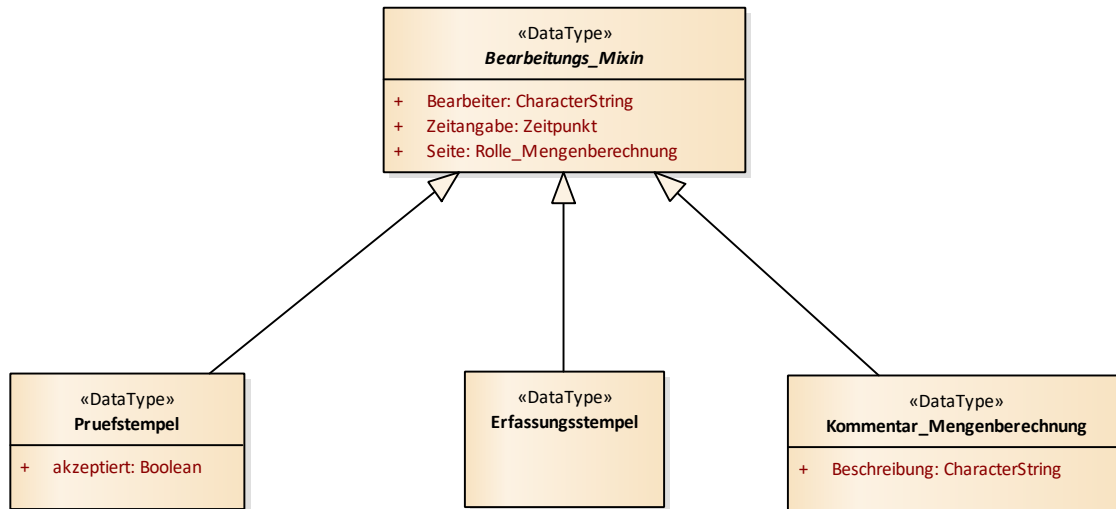 «DataType»
Bearbeitungs_Mixin
+ Bearbeiter: CharacterString
+ Zeitangabe: Zeitpunkt
+ Seite: Rolle_Mengenberechnung
«DataType»
Pruefstempel
+ akzeptiert: Boolean
«DataType»
Erfassungsstempel
«DataType»
Kommentar_Mengenberechnung
+ Beschreibung: CharacterString